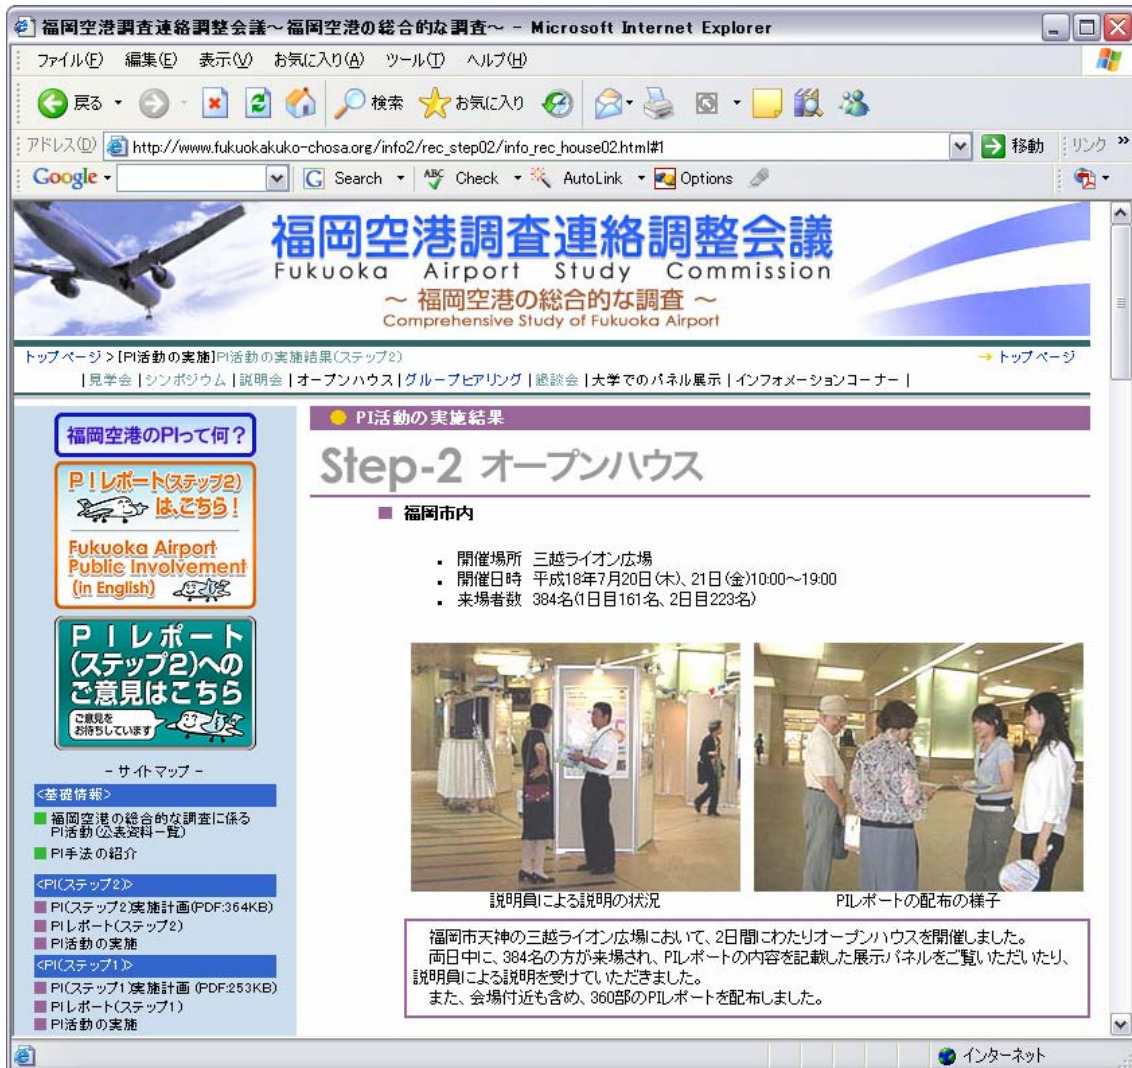 福岡空港調査連絡調整会議～福岡空港の総合的な調査～ - Microsoft Internet Explorer
ファイル(F) 編集(E) 表示(V) お気に入り(A) ツール(T) ヘルプ(H)
戻る 検索 お気に入り
アドレス(D) http://www.fukuokakuko-chosa.org/info2/rec_step02/info_rec_house02.html#1 移動 リンク »
Google G Search ABC Check AutoLink Options
福岡空港調査連絡調整会議
Fukuoka Airport Study Commission
～ 福岡空港の総合的な調査 ～
Comprehensive Study of Fukuoka Airport
トップページ > [PI活動の実施]PI活動の実施結果(ステップ2) → トップページ
| 見学会 | シンポジウム | 説明会 | オープンハウス | グループヒアリング | 懇談会 | 大学でのパネル展示 | インフォメーションコーナー |
福岡空港のPIって何?
PIレポート(ステップ2)
は、こちら!
Fukuoka Airport
Public Involvement
(in English)
PIレポート
(ステップ2)への
ご意見はこちら
ご意見を
お待ちしています
- サイトマップ -
<基礎情報>
福岡空港の総合的な調査に係る
PI活動(公表資料一覧)
PI手法の紹介
<PI(ステップ2)>
PI(ステップ2)実施計画(PDF:364KB)
PIレポート(ステップ2)
PI活動の実施
<PI(ステップ1)>
PI(ステップ1)実施計画 (PDF:253KB)
PIレポート(ステップ1)
PI活動の実施
PI活動の実施結果
Step-2 オープンハウス
福岡市内
開催場所 三越ライオン広場
開催日時 平成18年7月20日(木)、21日(金)10:00～19:00
来場者数 384名(1日目161名、2日目223名)
説明員による説明の状況
PIレポートの配布の様子
福岡市天神の三越ライオン広場において、2日間にわたりオープンハウスを開催しました。
両日中に、384名の方が来場され、PIレポートの内容を記載した展示パネルをご覧いただいたり、
説明員による説明を受けていただきました。
また、会場付近も含め、360部のPIレポートを配布しました。
インターネット